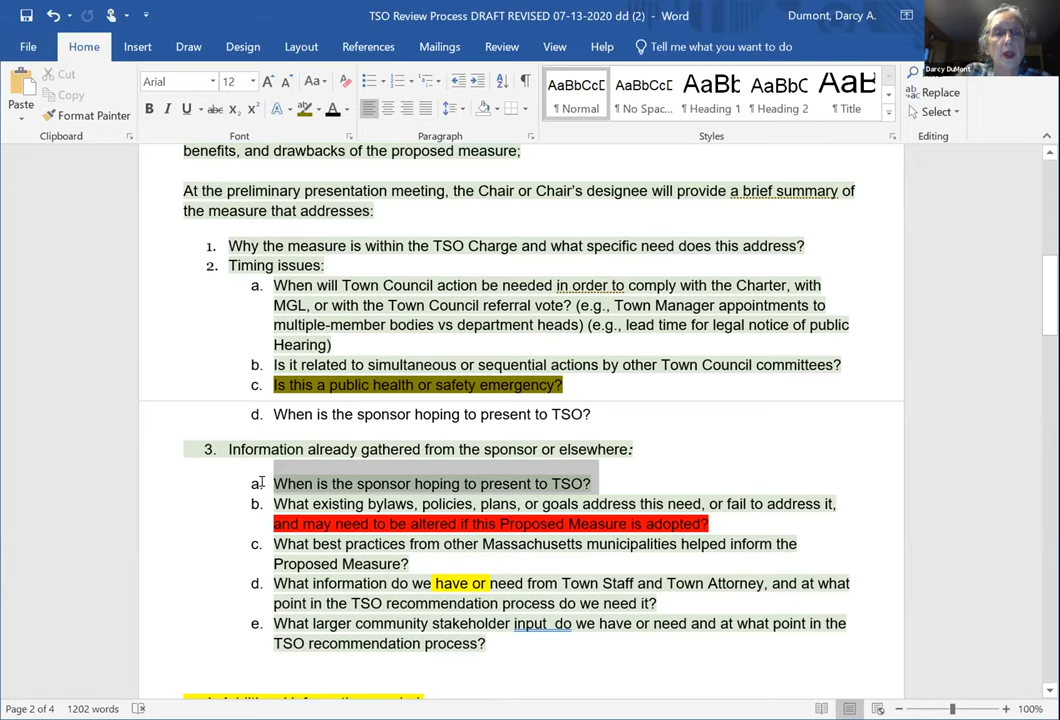 TSO Review Process DRAFT REVISED 07-13-2020 dd (2) - Word
Dumont, Darcy A.
File Home Insert Draw Design Layout References Mailings Review View Help Tell me what you want to do
Darcy DuMont
Paste
Cut
Copy
Format Painter
Clipboard
Arial 12
Font
Paragraph
AaBbCcD AaBbCcD AaBb AaBbC AaBb
¶ Normal ¶ No Spac... Heading 1 ¶ Heading 2 ¶ Title
Styles
Replace
Select
Editing
benefits, and drawbacks of the proposed measure;
At the preliminary presentation meeting, the Chair or Chair's designee will provide a brief summary of
the measure that addresses:
1. Why the measure is within the TSO Charge and what specific need does this address?
2. Timing issues:
a. When will Town Council action be needed in order to comply with the Charter, with
MGL, or with the Town Council referral vote? (e.g., Town Manager appointments to
multiple-member bodies vs department heads) (e.g., lead time for legal notice of public
Hearing)
b. Is it related to simultaneous or sequential actions by other Town Council committees?
c. Is this a public health or safety emergency?
d. When is the sponsor hoping to present to TSO?
3. Information already gathered from the sponsor or elsewhere:
a. When is the sponsor hoping to present to TSO?
b. What existing bylaws, policies, plans, or goals address this need, or fail to address it,
and may need to be altered if this Proposed Measure is adopted?
c. What best practices from other Massachusetts municipalities helped inform the
Proposed Measure?
d. What information do we have or need from Town Staff and Town Attorney, and at what
point in the TSO recommendation process do we need it?
e. What larger community stakeholder input do we have or need and at what point in the
TSO recommendation process?
Page 2 of 4 1202 words
100%